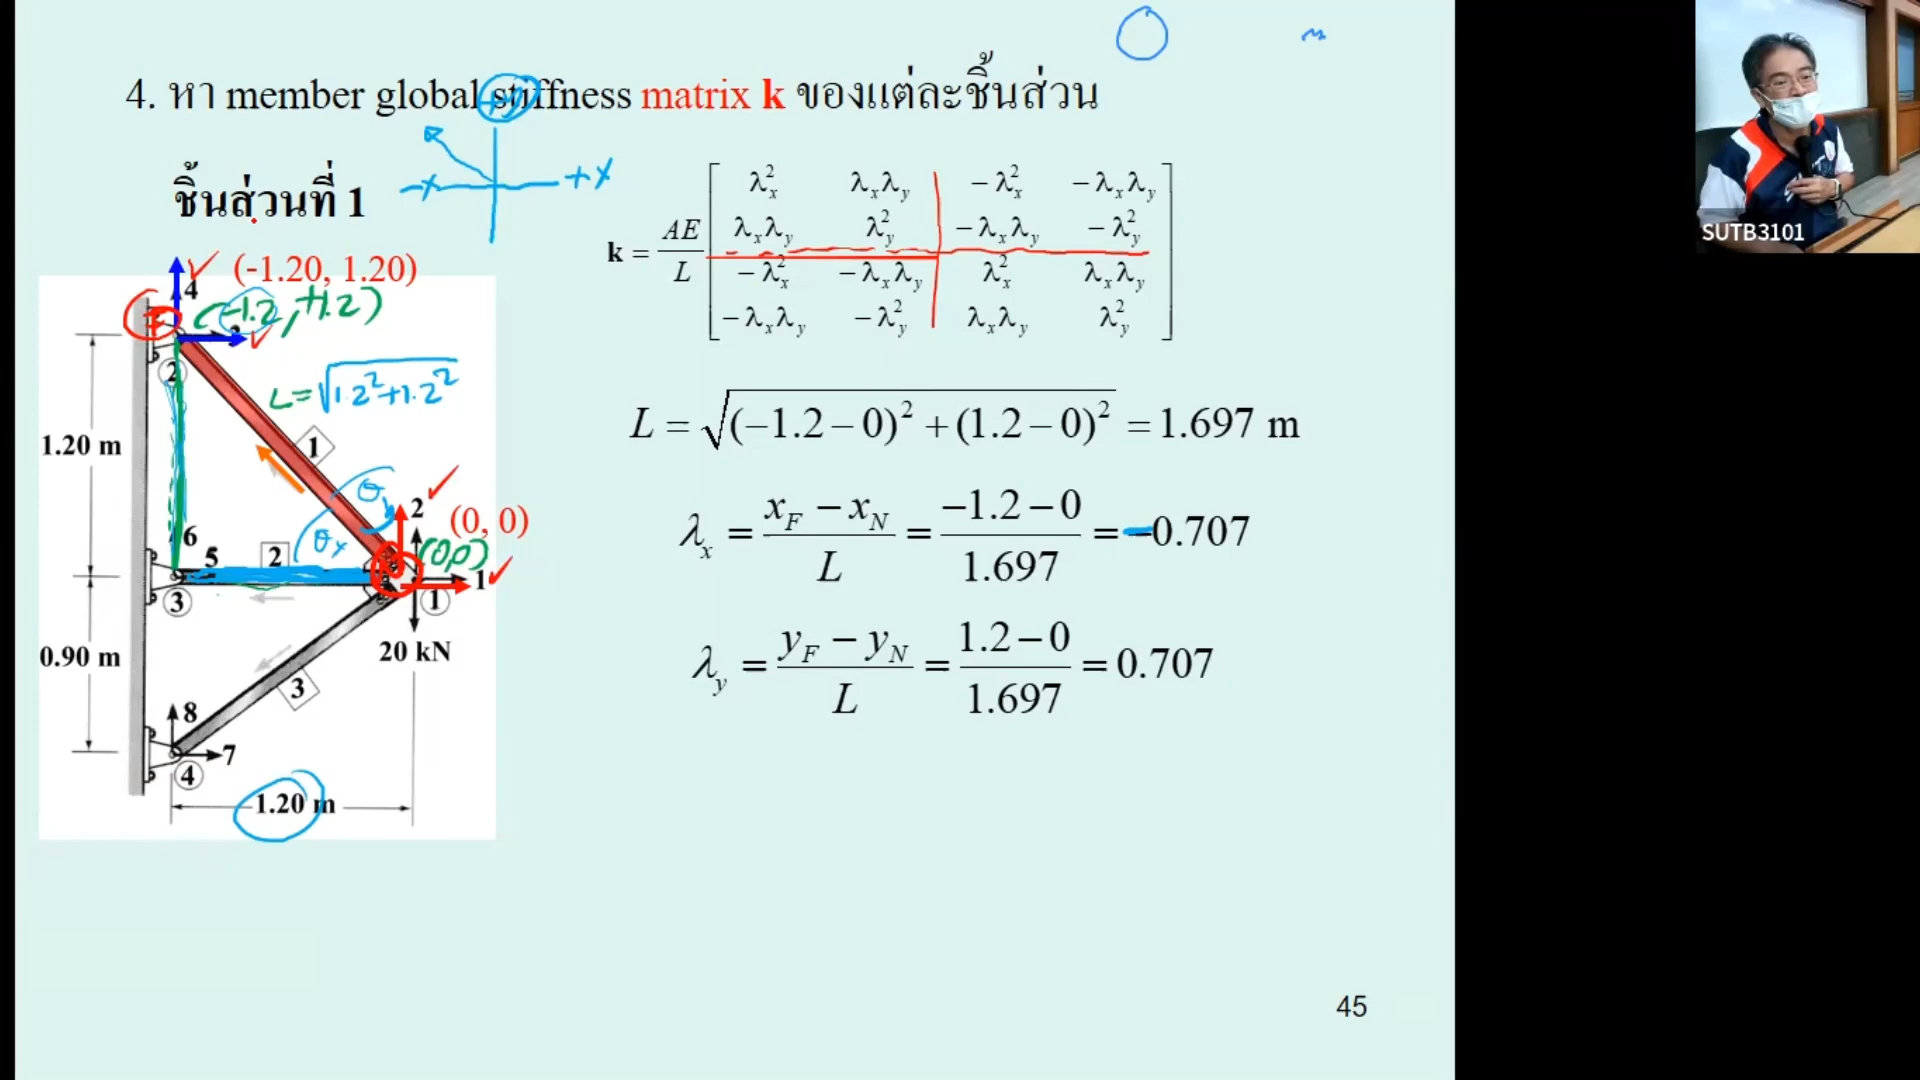 4. หา member global stiffness matrix k ของแต่ละชิ้นส่วน
+y
-x
+x
ชิ้นส่วนที่ 1
k = AE/L [λx² λxλy -λx² -λxλy
λxλy λy² -λxλy -λy²
-λx² -λxλy λx² λxλy
-λxλy -λy² λxλy λy²]
(-1.20, 1.20)
4
(-1.2, +1.2)
F
3
2
L=√1.2²+1.2²
1.20 m
1
θy
2
(0, 0)
(0,0)
θx
6
5
2
1
3
1
20 kN
0.90 m
3
8
7
4
1.20 m
L = √(-1.2-0)² + (1.2-0)² = 1.697 m
λx = (xF - xN)/L = (-1.2-0)/1.697 = -0.707
λy = (yF - yN)/L = (1.2-0)/1.697 = 0.707
45
SUTB3101